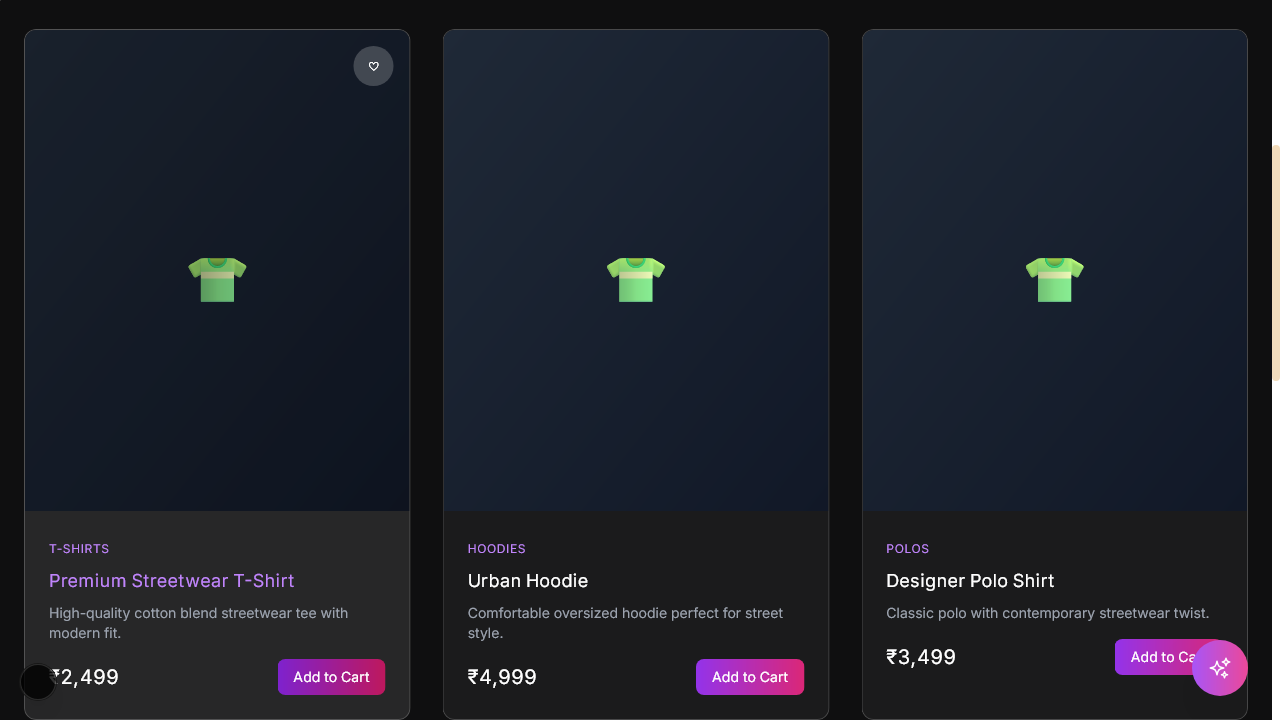 T-SHIRTS
Premium Streetwear T-Shirt
High-quality cotton blend streetwear tee with
modern fit.
₹2,499
Add to Cart
HOODIES
Urban Hoodie
Comfortable oversized hoodie perfect for street
style.
₹4,999
Add to Cart
POLOS
Designer Polo Shirt
Classic polo with contemporary streetwear twist.
₹3,499
Add to Ca